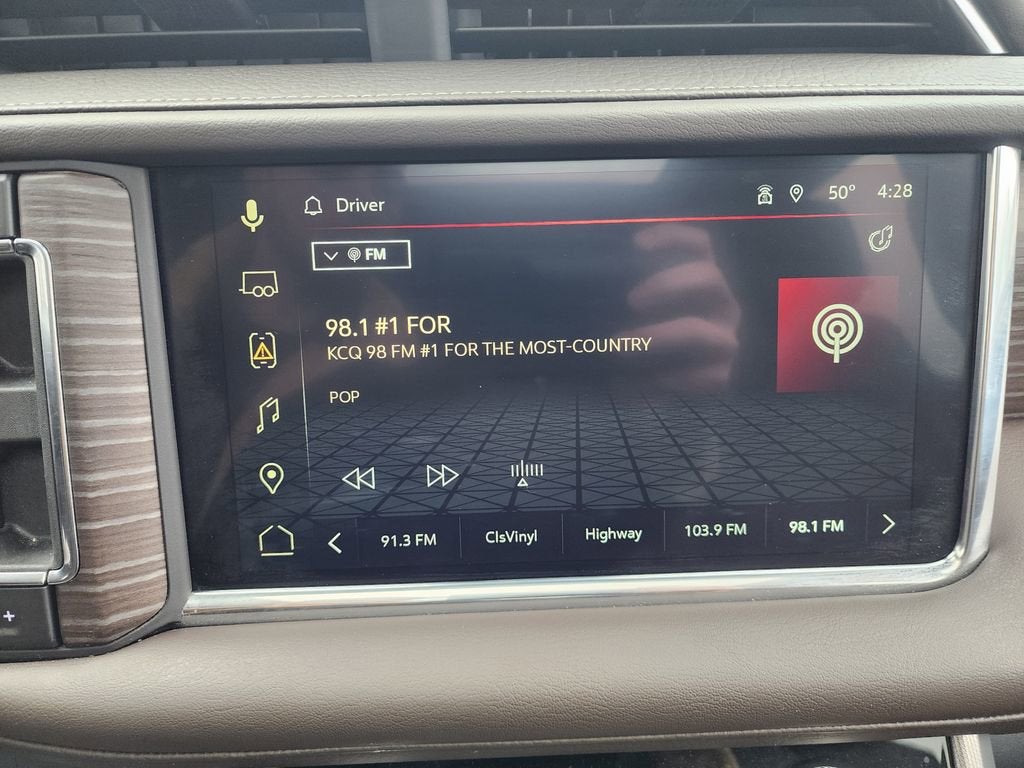 Driver
50° 4:28
FM
98.1 #1 FOR
KCQ 98 FM #1 FOR THE MOST-COUNTRY
POP
91.3 FM ClsVinyl Highway 103.9 FM 98.1 FM
+